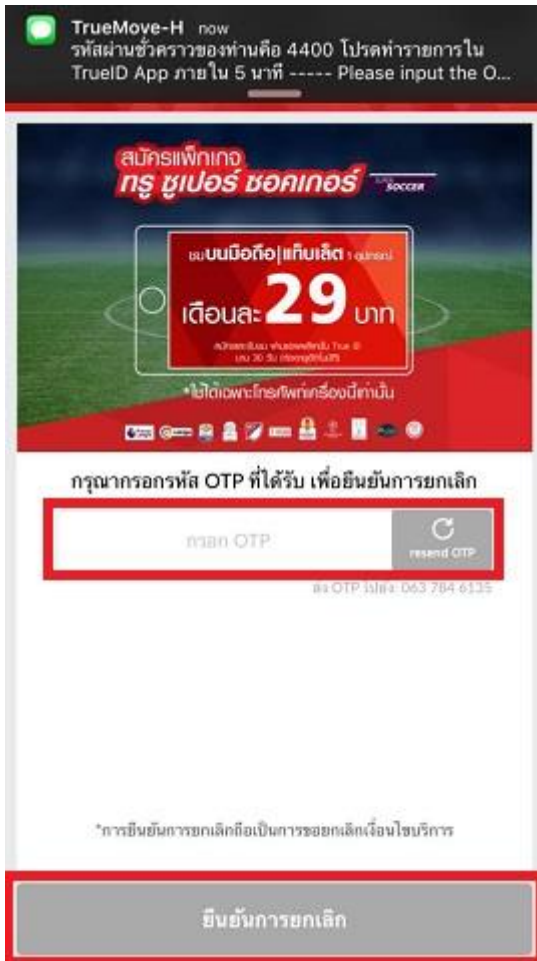 TrueMove-H now
รหัสผ่านชั่วคราวของท่านคือ 4400 โปรดทำรายการใน
TrueID App ภายใน 5 นาที ----- Please input the O...
สมัครแพ็กเกจ
ทรู ซูเปอร์ ซอคเกอร์
SOCCER
ชมบนมือถือ|แท็บเล็ต 1 อุปกรณ์
เดือนละ 29 บาท
*ใช้ได้เฉพาะโทรศัพท์เครื่องนี้เท่านั้น
กรุณากรอกรหัส OTP ที่ได้รับ เพื่อยืนยันการยกเลิก
กรอก OTP
resend OTP
ส่ง OTP ไปยัง: 063 784 6135
*การยืนยันการยกเลิกถือเป็นการขอยกเลิกเงื่อนไขบริการ
ยืนยันการยกเลิก